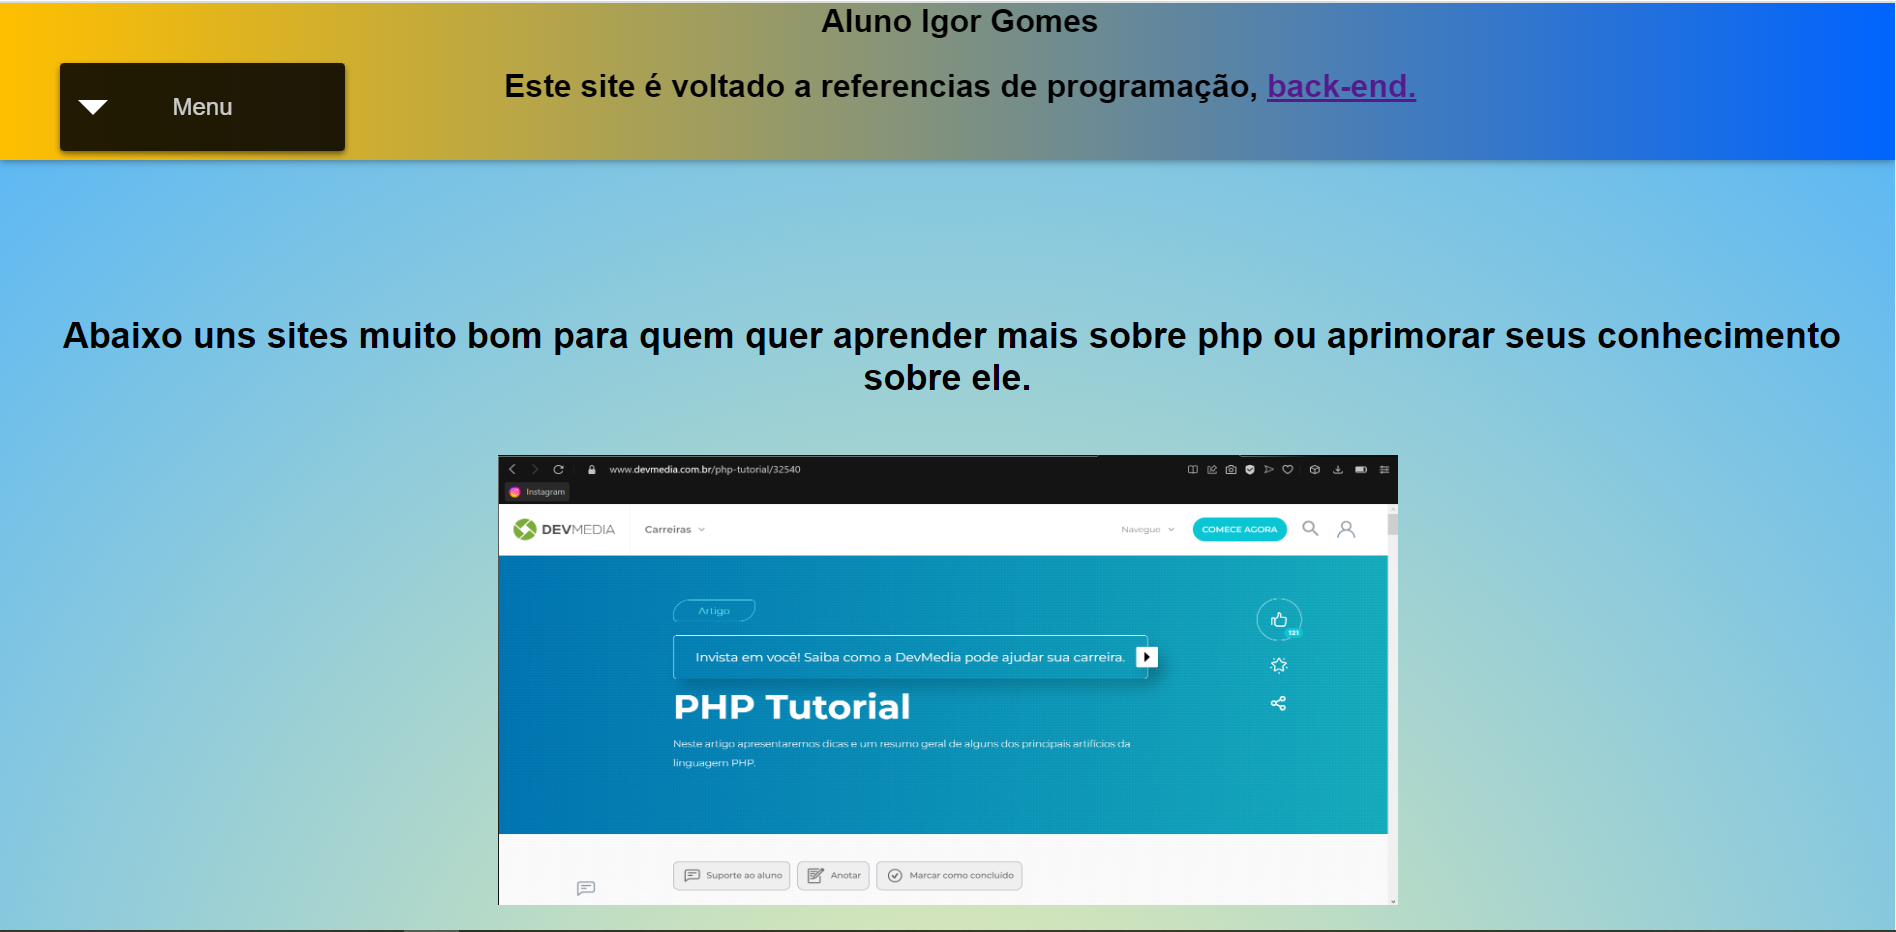 Aluno Igor Gomes
Este site é voltado a referencias de programação, back-end.
Menu
Abaixo uns sites muito bom para quem quer aprender mais sobre php ou aprimorar seus conhecimento
sobre ele.
www.devmedia.com.br/php-tutorial/32540
Instagram
DEVMEDIA
Carreiras
Navegue
COMECE AGORA
Artigo
121
Invista em você! Saiba como a DevMedia pode ajudar sua carreira.
PHP Tutorial
Neste artigo apresentaremos dicas e um resumo geral de alguns dos principais artifícios da
linguagem PHP.
Suporte ao aluno
Anotar
Marcar como concluído